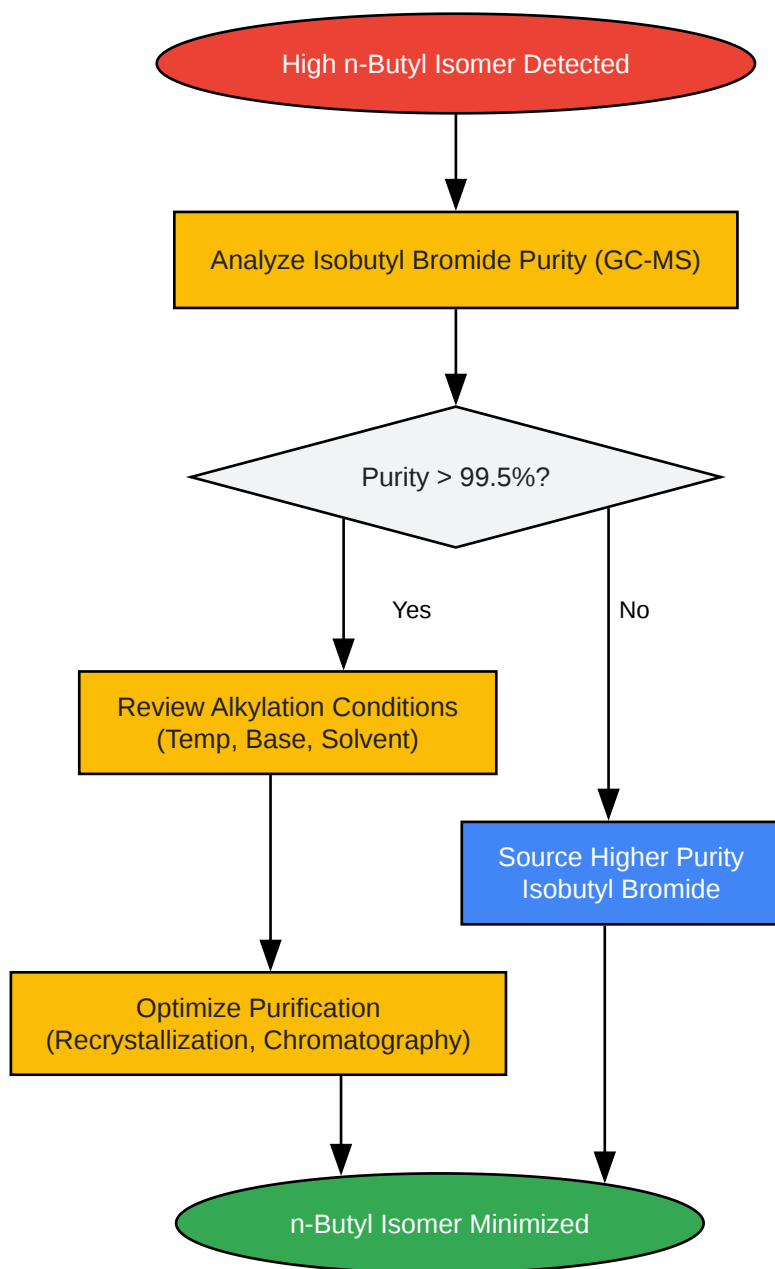 High n-Butyl Isomer Detected
Analyze Isobutyl Bromide Purity (GC-MS)
Purity > 99.5%?
Yes
No
Review Alkylation Conditions
(Temp, Base, Solvent)
Source Higher Purity
Isobutyl Bromide
Optimize Purification
(Recrystallization, Chromatography)
n-Butyl Isomer Minimized